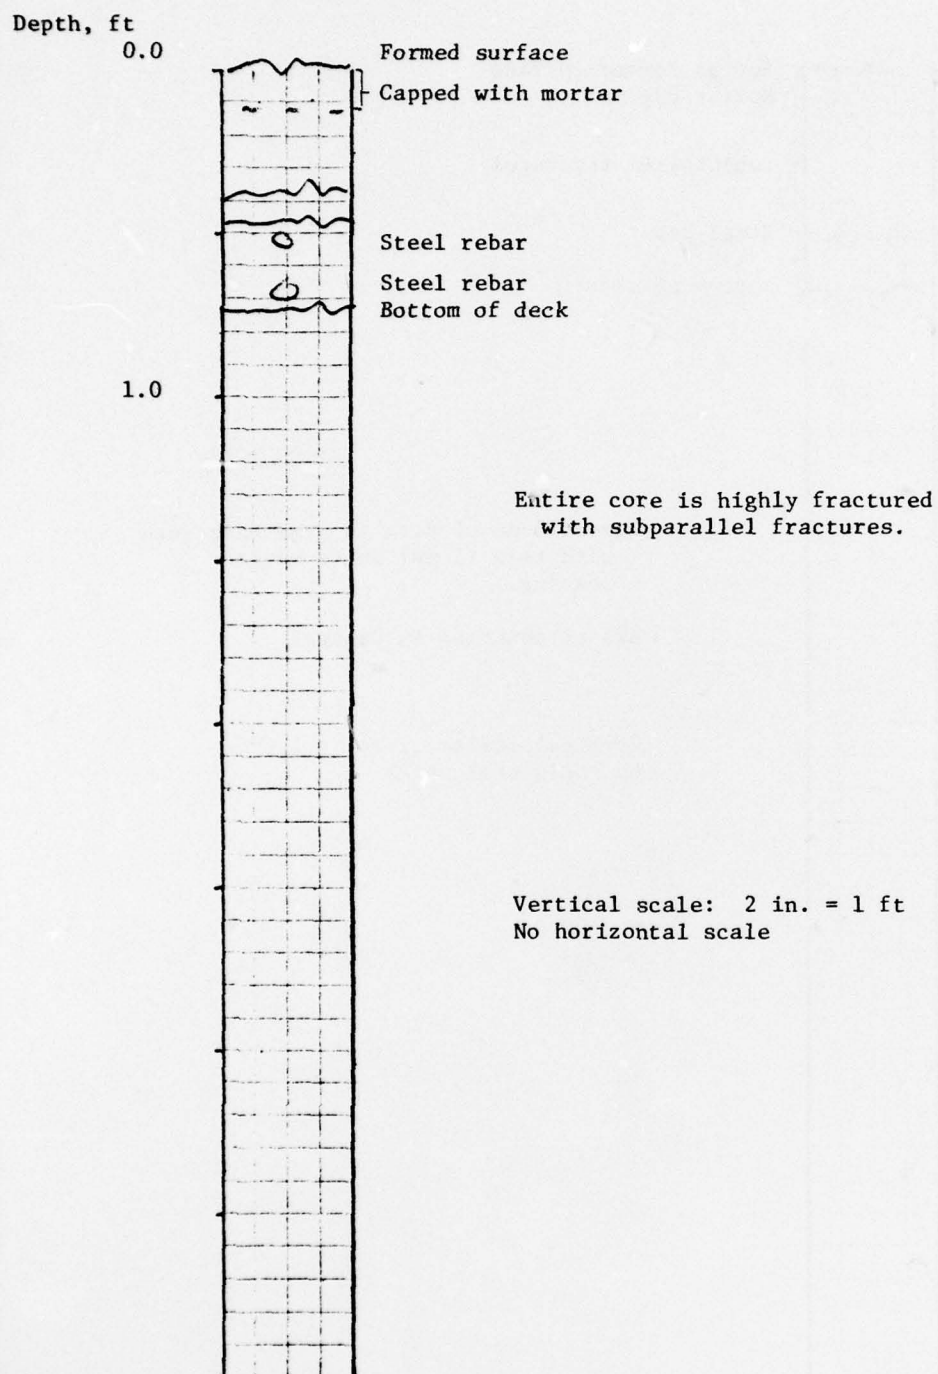 Depth, ft
0.0
Formed surface
Capped with mortar
Steel rebar
Steel rebar
Bottom of deck
1.0
Entire core is highly fractured
with subparallel fractures.
Vertical scale: 2 in. = 1 ft
No horizontal scale